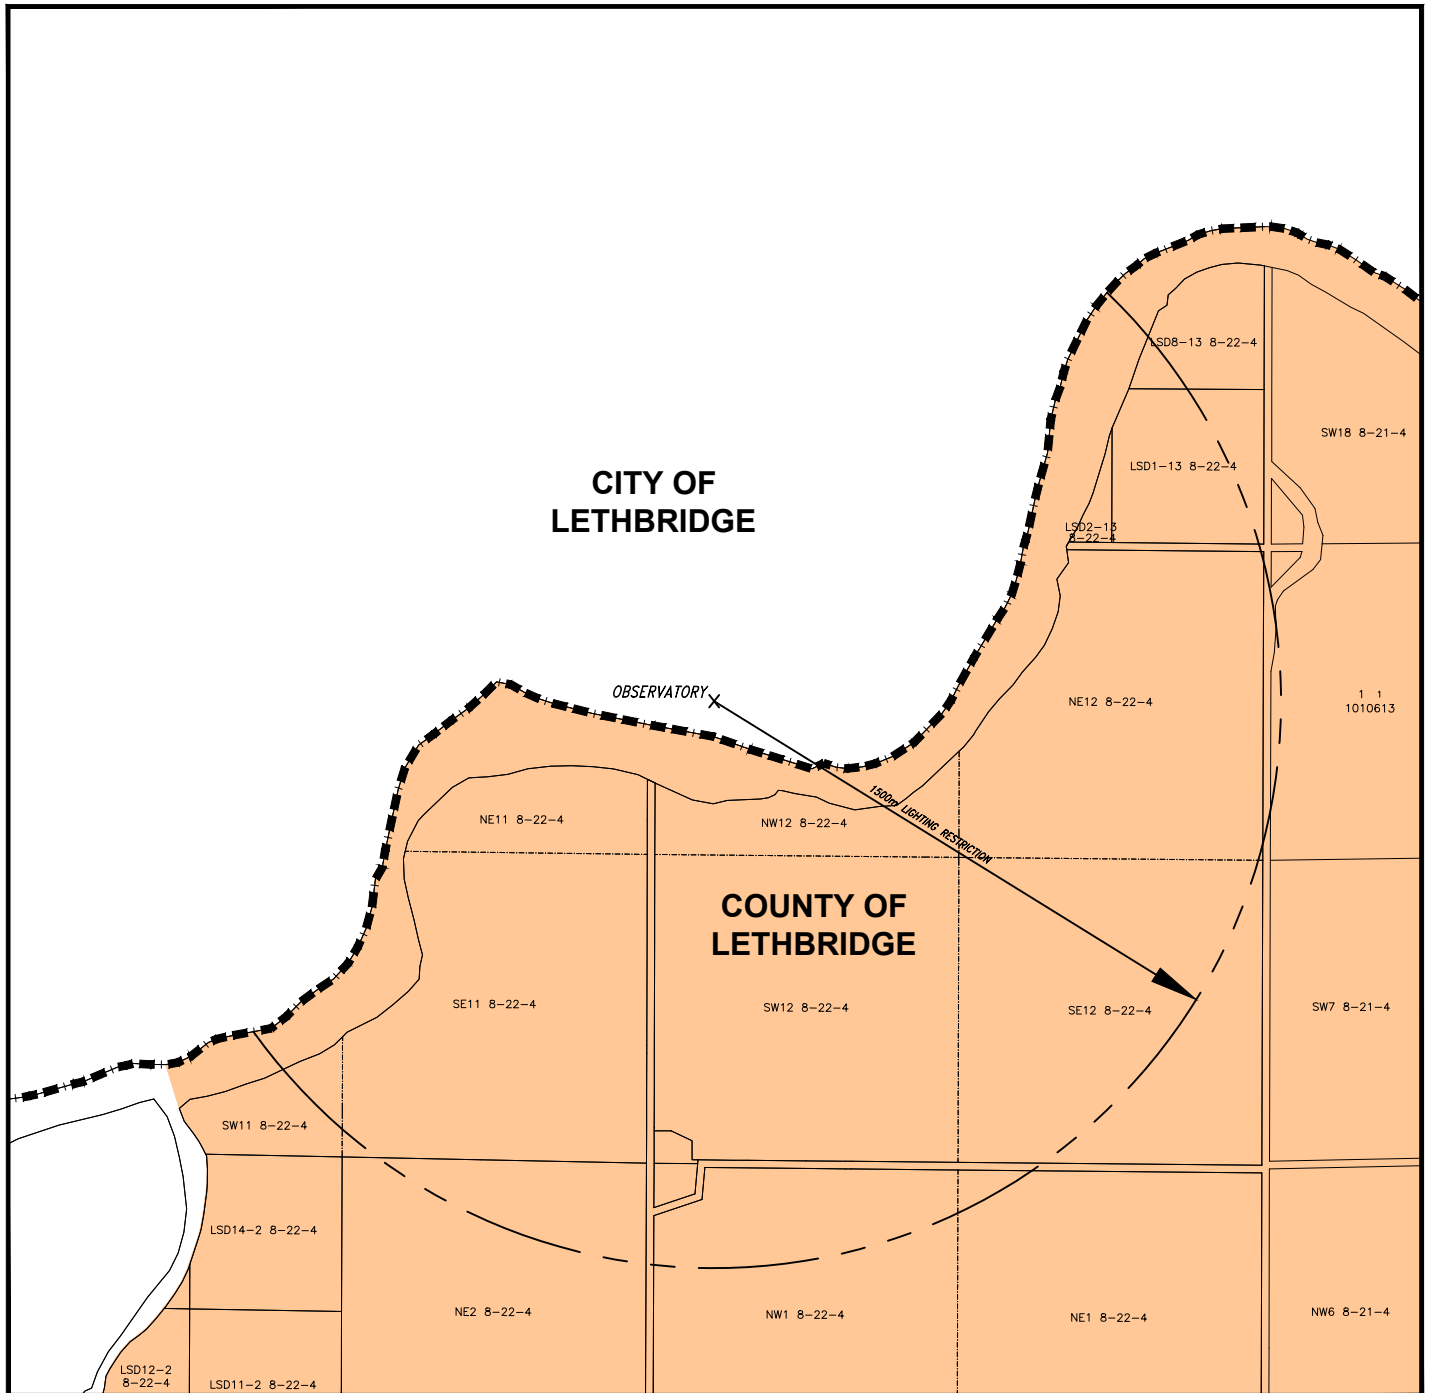 LSD8-13 8-22-4
SW18 8-21-4
LSD1-13 8-22-4
CITY OF
LETHBRIDGE
LSD2-13
8-22-4
OBSERVATORY
NE12 8-22-4
1 1
1010613
1500m LIGHTING RESTRICTION
NE11 8-22-4
NW12 8-22-4
COUNTY OF
LETHBRIDGE
SE11 8-22-4
SW12 8-22-4
SE12 8-22-4
SW7 8-21-4
SW11 8-22-4
LSD14-2 8-22-4
NE2 8-22-4
NW1 8-22-4
NE1 8-22-4
NW6 8-21-4
LSD12-2
8-22-4
LSD11-2 8-22-4